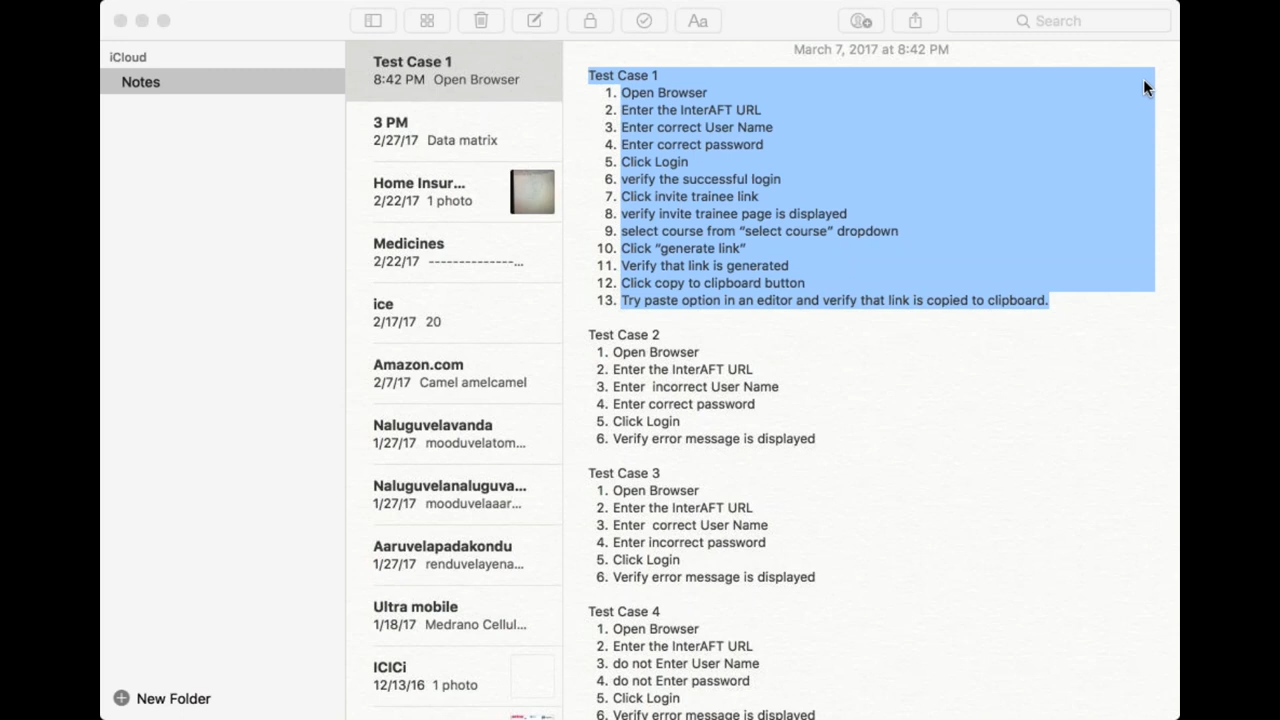 Aa
Search
iCloud
Notes
New Folder
Test Case 1
8:42 PM Open Browser
3 PM
2/27/17 Data matrix
Home Insur...
2/22/17 1 photo
Medicines
2/22/17 --------------...
ice
2/17/17 20
Amazon.com
2/7/17 Camel amelcamel
Naluguvelavanda
1/27/17 mooduvelatom...
Naluguvelanaluguva...
1/27/17 mooduvelaaar...
Aaruvelapadakondu
1/27/17 renduvelayena...
Ultra mobile
1/18/17 Medrano Cellul...
ICICi
12/13/16 1 photo
March 7, 2017 at 8:42 PM
Test Case 1
1. Open Browser
2. Enter the InterAFT URL
3. Enter correct User Name
4. Enter correct password
5. Click Login
6. verify the successful login
7. Click invite trainee link
8. verify invite trainee page is displayed
9. select course from “select course” dropdown
10. Click “generate link”
11. Verify that link is generated
12. Click copy to clipboard button
13. Try paste option in an editor and verify that link is copied to clipboard.
Test Case 2
1. Open Browser
2. Enter the InterAFT URL
3. Enter  incorrect User Name
4. Enter correct password
5. Click Login
6. Verify error message is displayed
Test Case 3
1. Open Browser
2. Enter the InterAFT URL
3. Enter  correct User Name
4. Enter incorrect password
5. Click Login
6. Verify error message is displayed
Test Case 4
1. Open Browser
2. Enter the InterAFT URL
3. do not Enter User Name
4. do not Enter password
5. Click Login
6. Verify error message is displayed